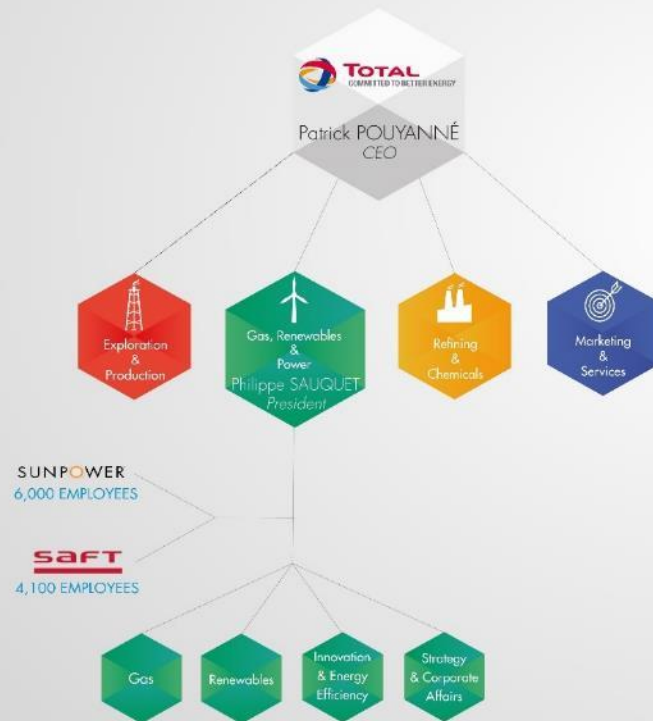 TOTAL
COMMITTED TO BETTER ENERGY
Patrick POUYANNÉ
CEO
Exploration
&
Production
Gas, Renewables
&
Power
Philippe SAUQUET
President
Refining
&
Chemicals
Marketing
&
Services
SUNPOWER
6,000 EMPLOYEES
SAFT
4,100 EMPLOYEES
Gas
Renewables
Innovation
& Energy
Efficiency
Strategy
& Corporate
Affairs